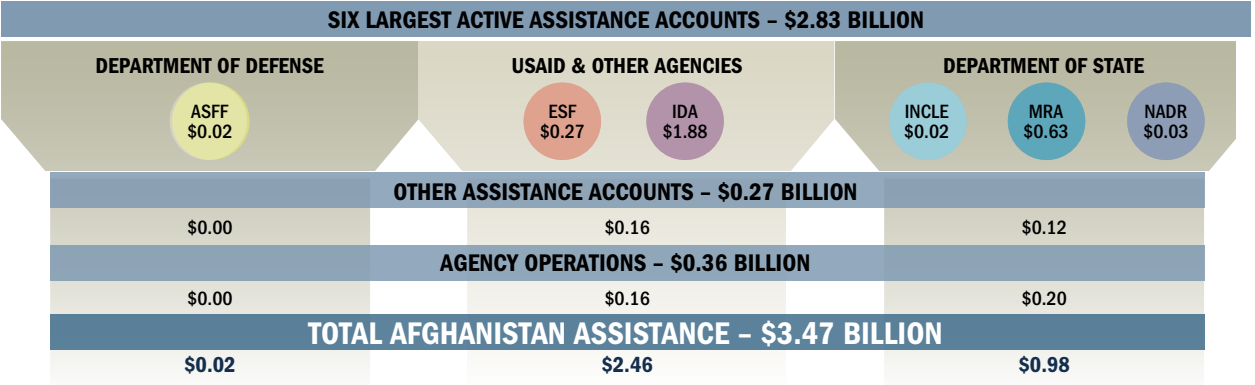 SIX LARGEST ACTIVE ASSISTANCE ACCOUNTS – $2.83 BILLION
DEPARTMENT OF DEFENSE
USAID & OTHER AGENCIES
DEPARTMENT OF STATE
ASFF
$0.02
ESF
$0.27
IDA
$1.88
INCLE
$0.02
MRA
$0.63
NADR
$0.03
OTHER ASSISTANCE ACCOUNTS – $0.27 BILLION
$0.00
$0.16
$0.12
AGENCY OPERATIONS – $0.36 BILLION
$0.00
$0.16
$0.20
TOTAL AFGHANISTAN ASSISTANCE – $3.47 BILLION
$0.02
$2.46
$0.98